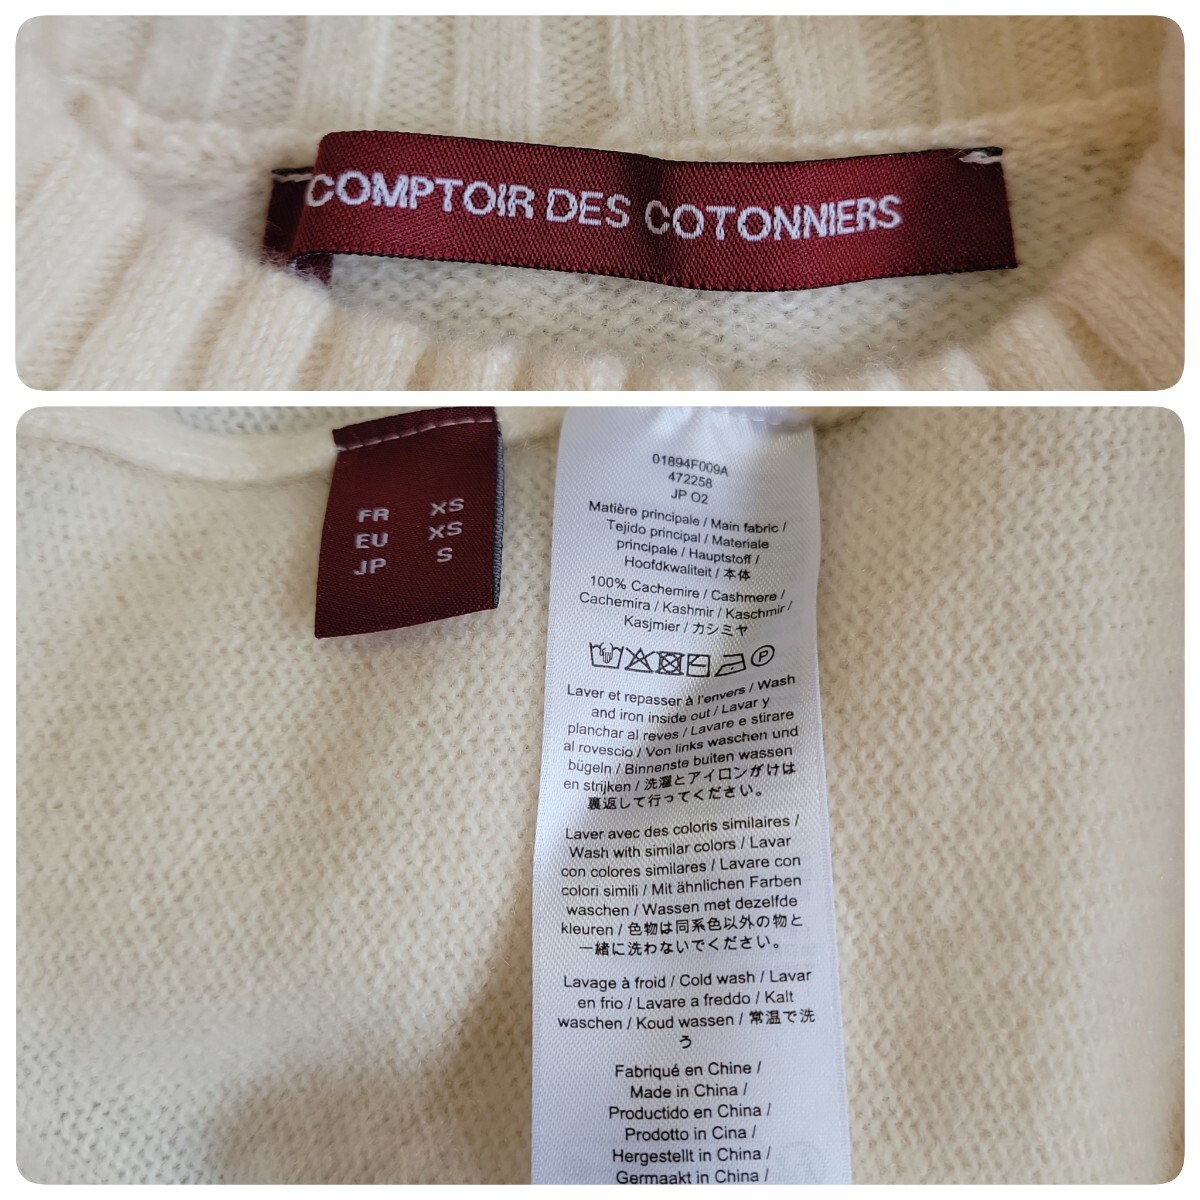 COMPTOIR DES COTONNIERS
FR XS
EU XS
JP S
01894F009A
472258
JP O2
Matière principale / Main fabric /
Tejido principal / Materiale
principale / Hauptstoff /
Hoofdkwaliteit / 本体
100% Cachemire / Cashmere /
Cachemira / Kashmir / Kaschmir /
Kasjmier / カシミヤ
P
Laver et repasser à l'envers / Wash
and iron inside out / Lavar y
planchar al reves / Lavare e stirare
al rovescio / Von links waschen und
bügeln / Binnenste buiten wassen
en strijken / 洗濯とアイロンがけは
裏返して行ってください。
Laver avec des coloris similaires /
Wash with similar colors / Lavar
con colores similares / Lavare con
colori simili / Mit ähnlichen Farben
waschen / Wassen met dezelfde
kleuren / 色物は同系色以外の物と
一緒に洗わないでください。
Lavage à froid / Cold wash / Lavar
en frio / Lavare a freddo / Kalt
waschen / Koud wassen / 常温で洗
う
Fabriqué en Chine /
Made in China /
Productido en China /
Prodotto in Cina /
Hergestellt in China /
Germaakt in China /